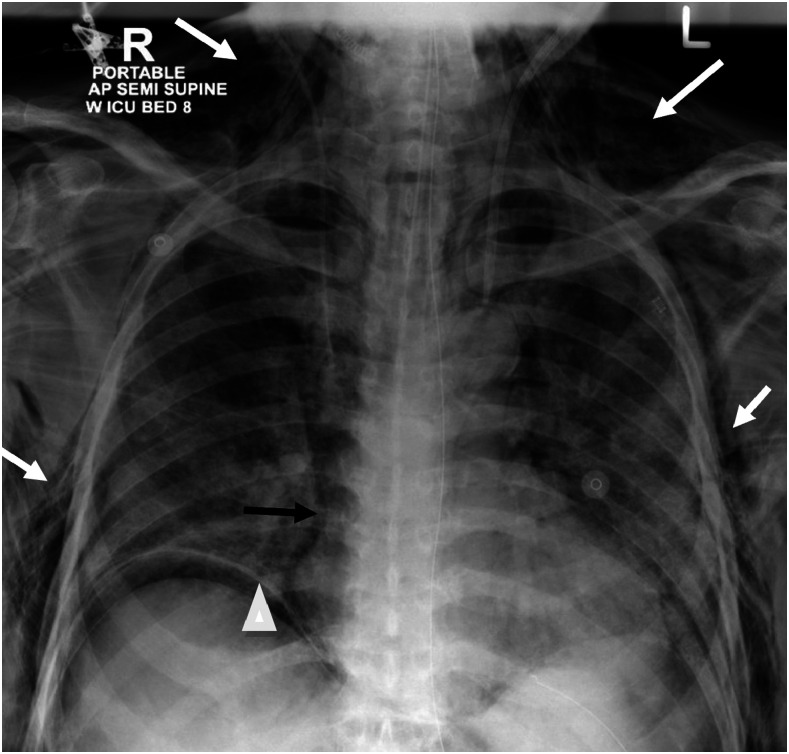 R
L
PORTABLE
AP SEMI SUPINE
W ICU BED 8